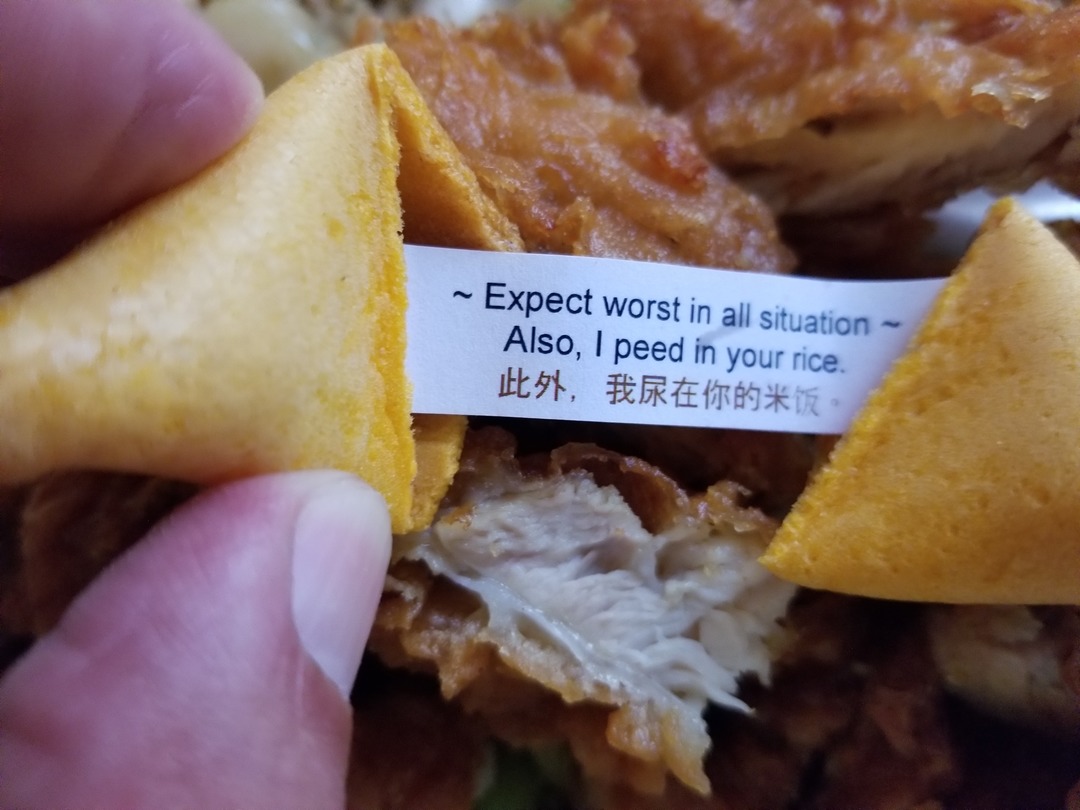 ~ Expect worst in all situation ~
Also, I peed in your rice.
此外，我尿在你的米饭。